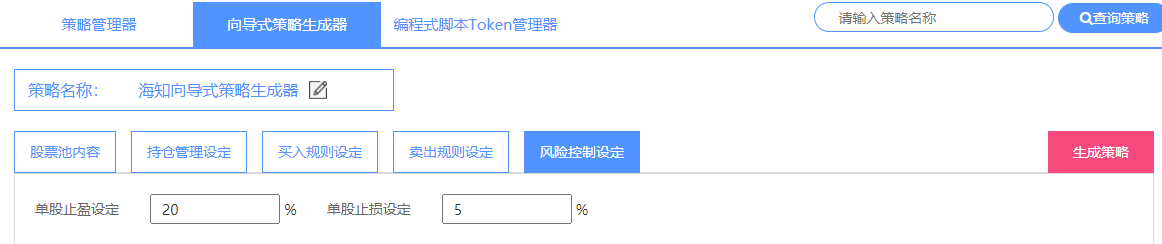 策略管理器 向导式策略生成器 编程式脚本Token管理器 请输入策略名称 查询策略
策略名称： 海知向导式策略生成器
股票池内容 持仓管理设定 买入规则设定 卖出规则设定 风险控制设定 生成策略
单股止盈设定 20 % 单股止损设定 5 %